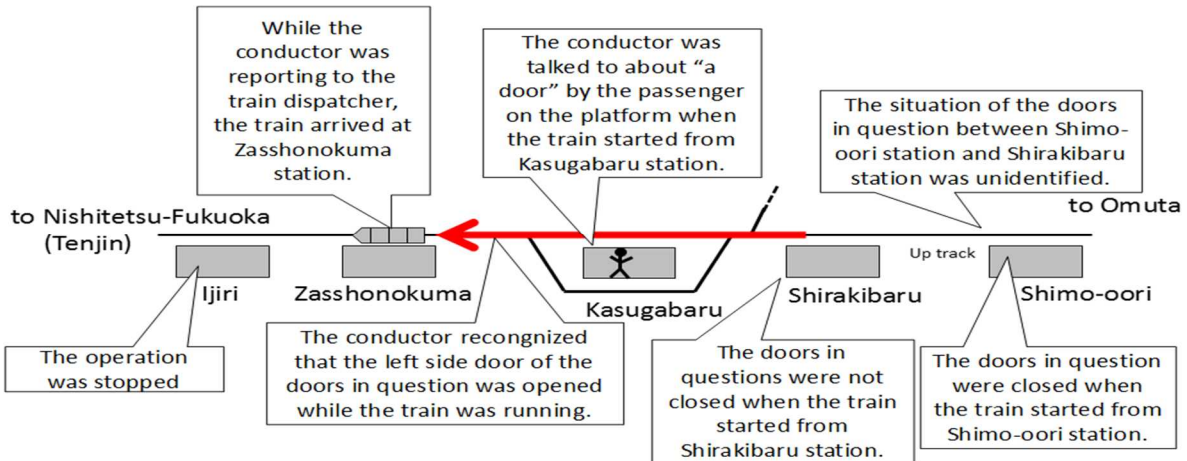 While the
conductor was
reporting to the
train dispatcher,
the train arrived at
Zasshonokuma
station.
The conductor was
talked to about “a
door” by the passenger
on the platform when
the train started from
Kasugabaru station.
The situation of the doors
in question between Shimo-
oori station and Shirakibaru
station was unidentified.
to Nishitetsu-Fukuoka
(Tenjin)
to Omuta
Up track
Ijiri
Zasshonokuma
Kasugabaru
Shirakibaru
Shimo-oori
The operation
was stopped
The conductor recongnized
that the left side door of the
doors in question was opened
while the train was running.
The doors in
questions were not
closed when the train
started from
Shirakibaru station.
The doors in question
were closed when
the train started from
Shimo-oori station.